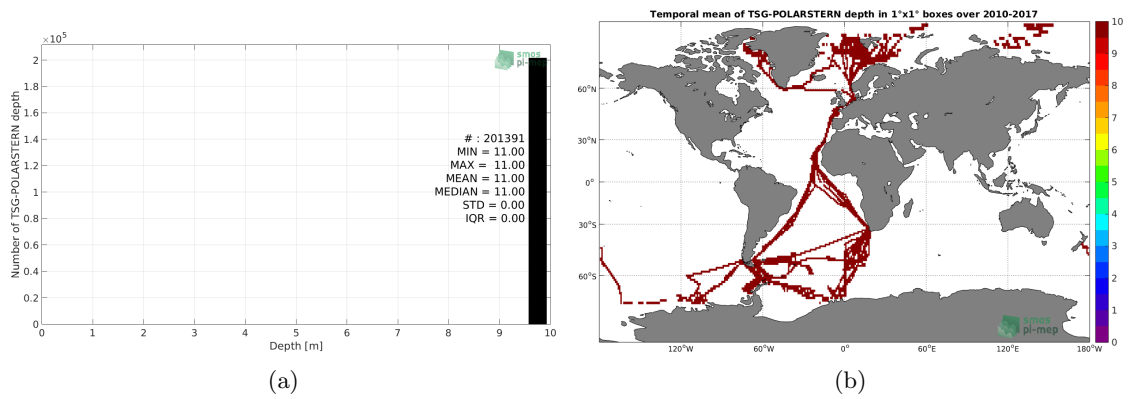 ×10⁵
smos
pi-mep
2
1.8
1.6
1.4
1.2
1
0.8
0.6
0.4
0.2
0
Number of TSG-POLARSTERN depth
# : 201391
MIN = 11.00
MAX = 11.00
MEAN = 11.00
MEDIAN = 11.00
STD = 0.00
IQR = 0.00
0 1 2 3 4 5 6 7 8 9 10
Depth [m]
(a)
Temporal mean of TSG-POLARSTERN depth in 1°x1° boxes over 2010-2017
60°N
30°N
0°
30°S
60°S
120°W 60°W 0° 60°E 120°E 180°W
smos
pi-mep
10
9
8
7
6
5
4
3
2
1
0
(b)